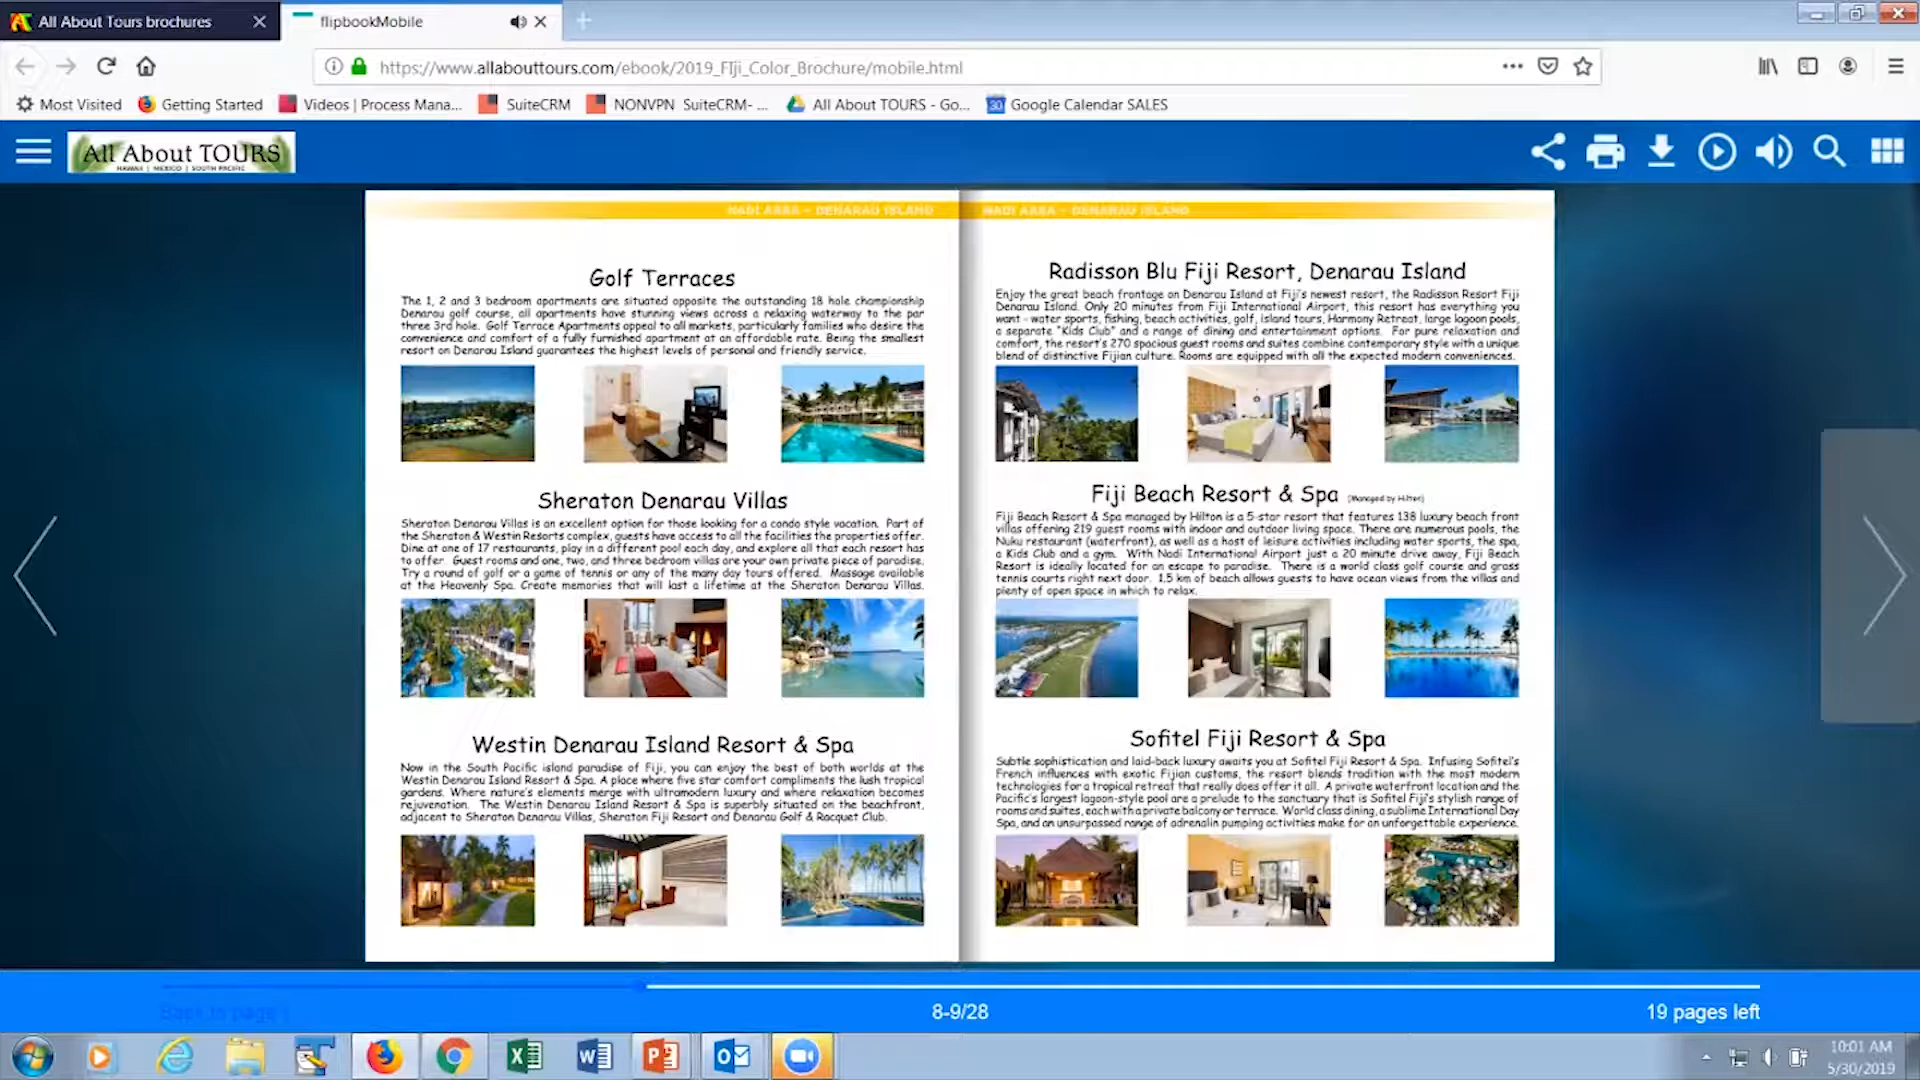 All About Tours brochures
flipbookMobile
https://www.allabouttours.com/ebook/2019_FIji_Color_Brochure/mobile.html
Most Visited
Getting Started
Videos | Process Mana...
SuiteCRM
NONVPN SuiteCRM- ...
All About TOURS - Go...
30
Google Calendar SALES
All About TOURS
HAWAII | MEXICO | SOUTH PACIFIC
NADI AREA - DENARAU ISLAND
Golf Terraces
The 1, 2 and 3 bedroom apartments are situated opposite the outstanding 18 hole championship
Denarau golf course, all apartments have stunning views across a relaxing waterway to the par
three 3rd hole. Golf Terrace Apartments appeal to all markets, particularly families who desire the
convenience and comfort of a fully furnished apartment at an affordable rate. Being the smallest
resort on Denarau Island guarantees the highest levels of personal and friendly service.
Sheraton Denarau Villas
Sheraton Denarau Villas is an excellent option for those looking for a condo style vacation. Part of
the Sheraton & Westin Resorts complex, guests have access to all the facilities the properties offer.
Dine at one of 17 restaurants, play in a different pool each day, and explore all that each resort has
to offer. Guest rooms and one, two, and three bedroom villas are your own private piece of paradise.
Try a round of golf or a game of tennis or any of the many day tours offered. Massage available
at the Heavenly Spa. Create memories that will last a lifetime at the Sheraton Denarau Villas.
Westin Denarau Island Resort & Spa
Now in the South Pacific island paradise of Fiji, you can enjoy the best of both worlds at the
Westin Denarau Island Resort & Spa. A place where five star comfort compliments the lush tropical
gardens. Where nature's elements merge with ultramodern luxury and where relaxation becomes
rejuvenation. The Westin Denarau Island Resort & Spa is superbly situated on the beachfront,
adjacent to Sheraton Denarau Villas, Sheraton Fiji Resort and Denarau Golf & Racquet Club.
NADI AREA - DENARAU ISLAND
Radisson Blu Fiji Resort, Denarau Island
Enjoy the great beach frontage on Denarau Island at Fiji's newest resort, the Radisson Resort Fiji
Denarau Island. Only 20 minutes from Fiji International Airport, this resort has everything you
want - water sports, fishing, beach activities, golf, island tours, Harmony Retreat, large lagoon pools,
a separate "Kids Club" and a range of dining and entertainment options. For pure relaxation and
comfort, the resort's 270 spacious guest rooms and suites combine contemporary style with a unique
blend of distinctive Fijian culture. Rooms are equipped with all the expected modern conveniences.
Fiji Beach Resort & Spa (Managed by Hilton)
Fiji Beach Resort & Spa managed by Hilton is a 5-star resort that features 138 luxury beach front
villas offering 219 guest rooms with indoor and outdoor living space. There are numerous pools, the
Nuku restaurant (waterfront), as well as a host of leisure activities including water sports, the spa,
a Kids Club and a gym. With Nadi International Airport just a 20 minute drive away, Fiji Beach
Resort is ideally located for an escape to paradise. There is a world class golf course and grass
tennis courts right next door. 1.5 km of beach allows guests to have ocean views from the villas and
plenty of open space in which to relax.
Sofitel Fiji Resort & Spa
Subtle sophistication and laid-back luxury awaits you at Sofitel Fiji Resort & Spa. Infusing Sofitel's
French influences with exotic Fijian customs, the resort blends tradition with the most modern
technologies for a tropical retreat that really does offer it all. A private waterfront location and the
Pacific's largest lagoon-style pool are a prelude to the sanctuary that is Sofitel Fiji's stylish range of
rooms and suites, each with a private balcony or terrace. World class dining, a sublime International Day
Spa, and an unsurpassed range of adrenalin pumping activities make for an unforgettable experience.
Back to page 1
8-9/28
19 pages left
10:01 AM
5/30/2019